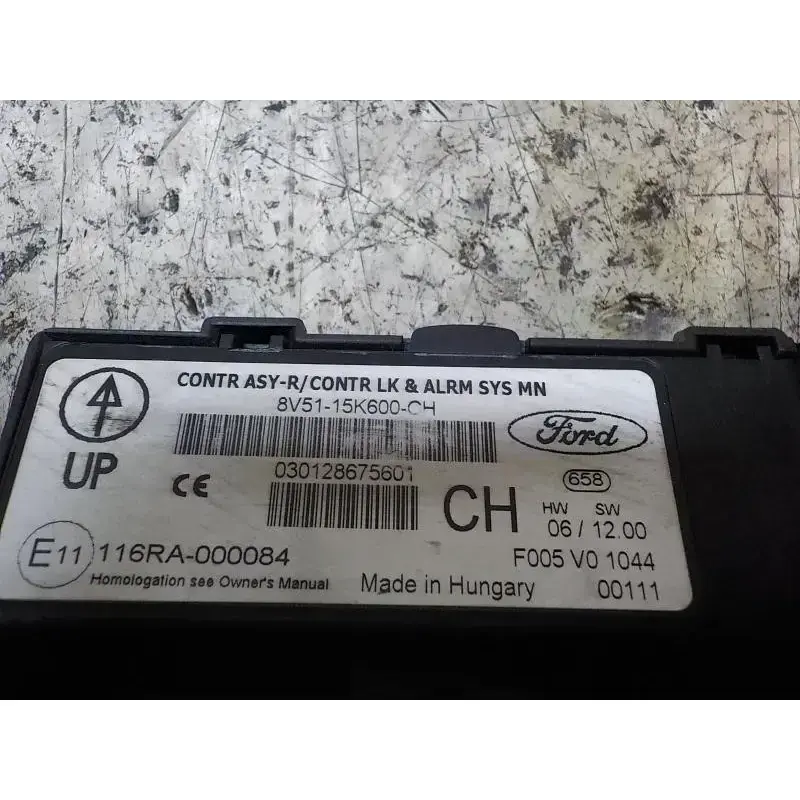 CONTR ASY-R/CONTR LK & ALRM SYS MN
8V51-15K600-CH
Ford
UP
CE
030128675601
CH
658
HW SW
06 / 12.00
E11 116RA-000084
F005 V0 1044
Homologation see Owner's Manual
Made in Hungary
00111